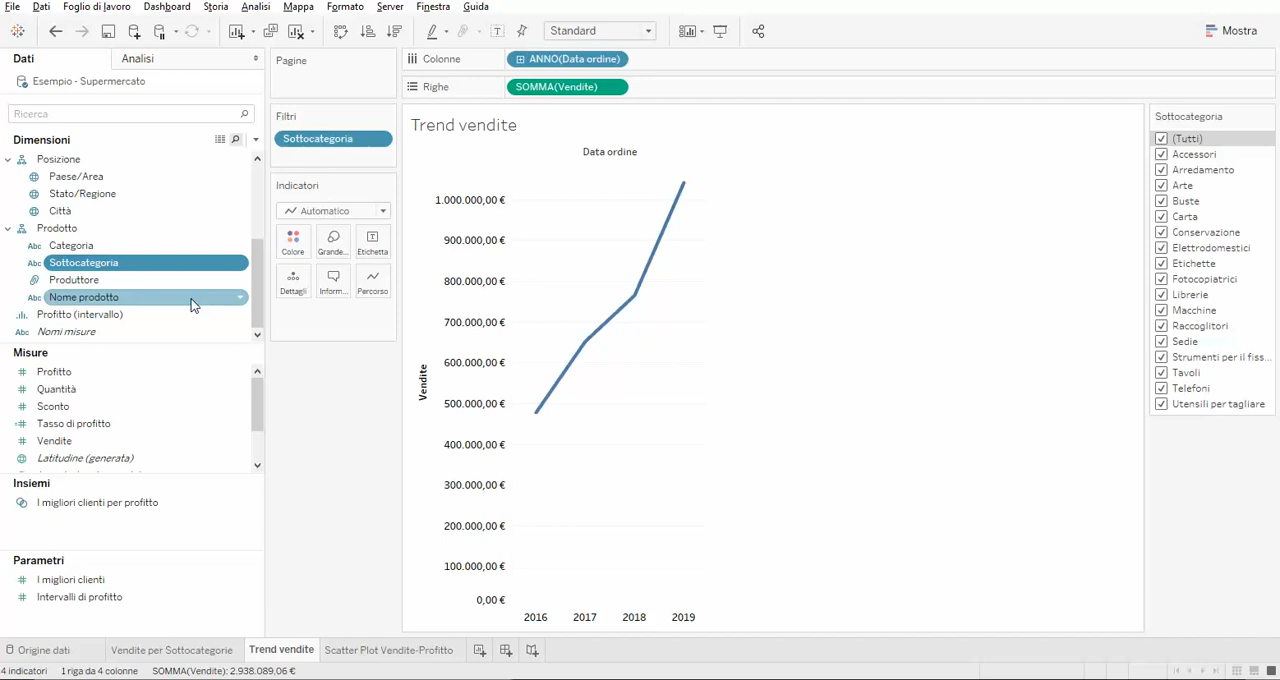 File Dati Foglio di lavoro Dashboard Storia Analisi Mappa Formato Server Finestra Guida
Standard
Mostra
Dati Analisi
Esempio - Supermercato
Ricerca
Dimensioni
Posizione
Paese/Area
Stato/Regione
Città
Prodotto
Abc Categoria
Abc Sottocategoria
Produttore
Abc Nome prodotto
Profitto (intervallo)
Abc Nomi misure
Misure
Profitto
Quantità
Sconto
Tasso di profitto
Vendite
Latitudine (generata)
Insiemi
I migliori clienti per profitto
Parametri
I migliori clienti
Intervalli di profitto
Pagine
Filtri
Sottocategoria
Indicatori
Automatico
Colore Grande... Etichetta
Dettagli Inform... Percorso
Colonne ANNO(Data ordine)
Righe SOMMA(Vendite)
Trend vendite
Data ordine
Vendite
1.000.000,00 €
900.000,00 €
800.000,00 €
700.000,00 €
600.000,00 €
500.000,00 €
400.000,00 €
300.000,00 €
200.000,00 €
100.000,00 €
0,00 €
2016 2017 2018 2019
Sottocategoria
(Tutti)
Accessori
Arredamento
Arte
Buste
Carta
Conservazione
Elettrodomestici
Etichette
Fotocopiatrici
Librerie
Macchine
Raccoglitori
Sedie
Strumenti per il fiss...
Tavoli
Telefoni
Utensili per tagliare
Origine dati Vendite per Sottocategorie Trend vendite Scatter Plot Vendite-Profitto
4 indicatori 1 riga da 4 colonne SOMMA(Vendite): 2.938.089,06 €